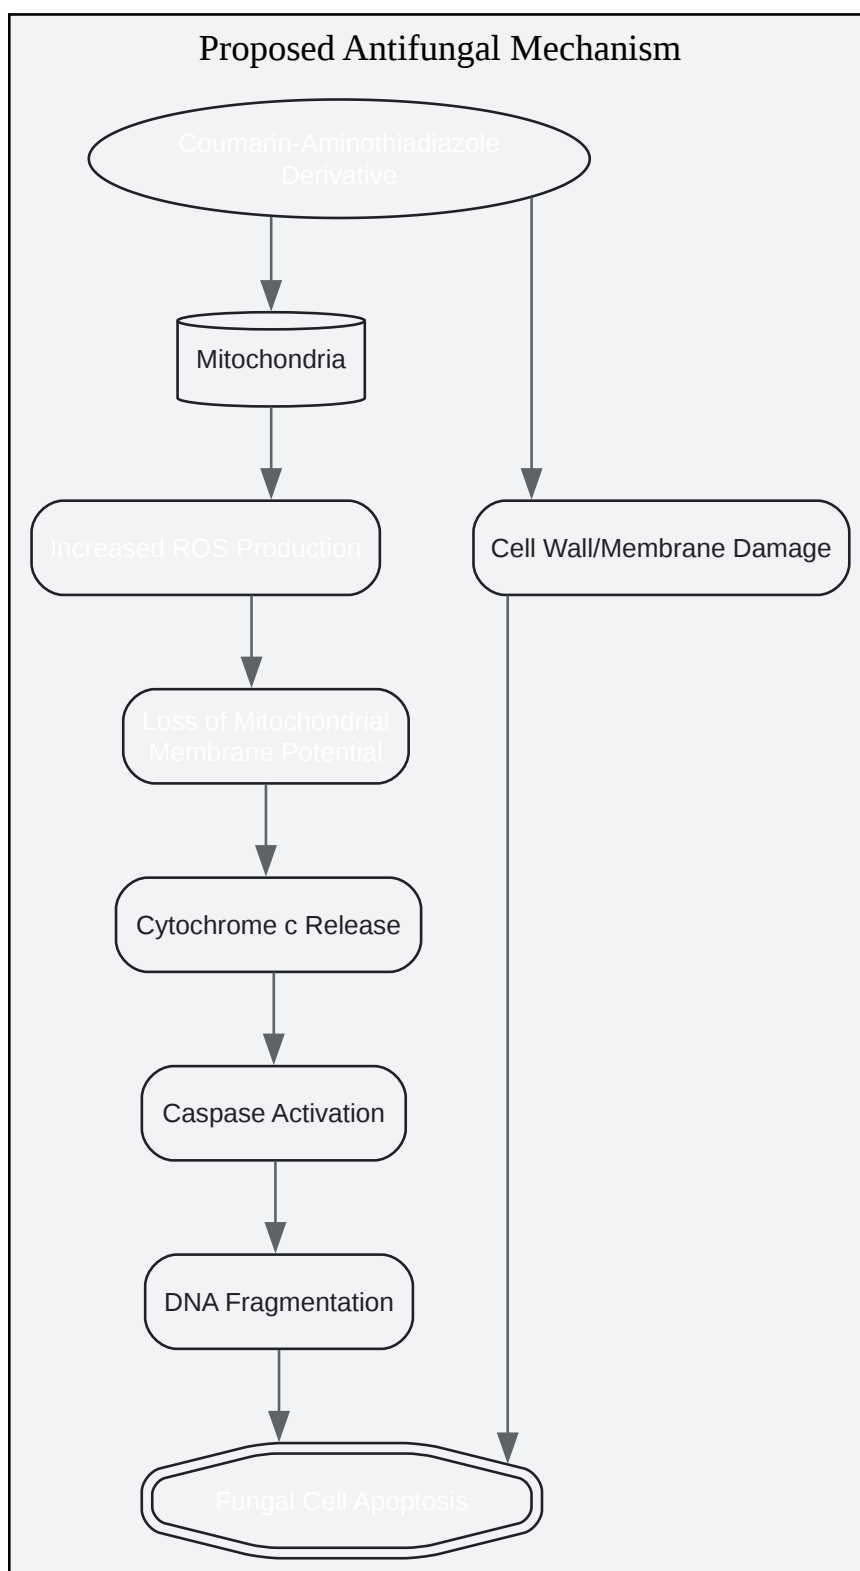 Proposed Antifungal Mechanism
Coumarin-Aminothiadiazole
Derivative
Mitochondria
Increased ROS Production
Cell Wall/Membrane Damage
Loss of Mitochondrial
Membrane Potential
Cytochrome c Release
Caspase Activation
DNA Fragmentation
Fungal Cell Apoptosis